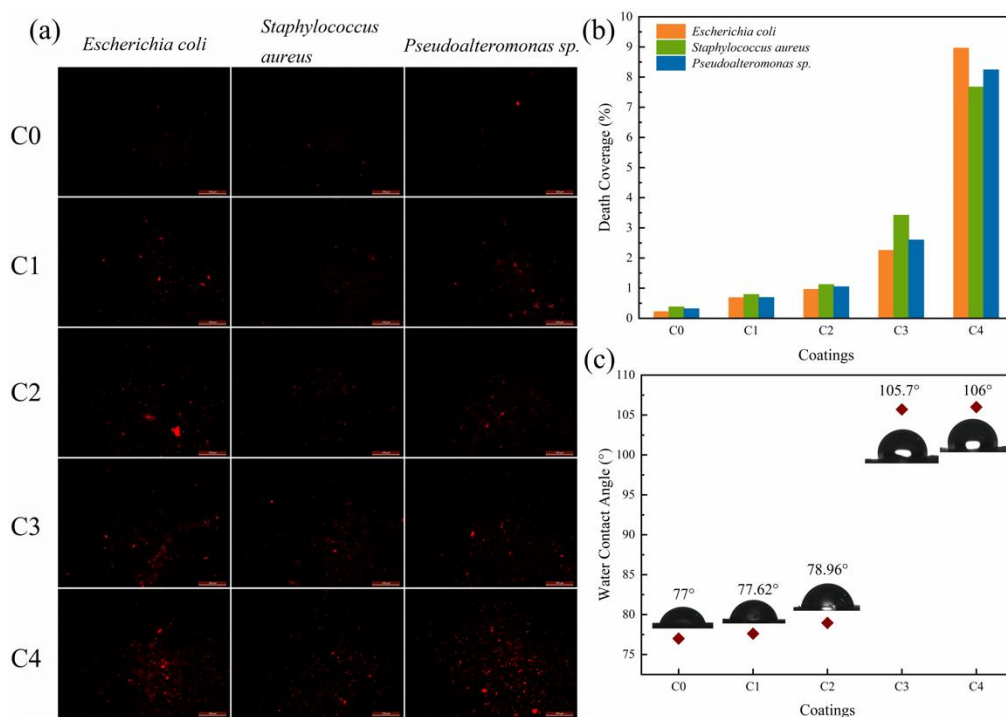 (a)
Escherichia coli
Staphylococcus
aureus
Pseudoalteromonas sp.
C0
C1
C2
C3
C4
(b)
Escherichia coli
Staphylococcus aureus
Pseudoalteromonas sp.
Death Coverage (%)
10
9
8
7
6
5
4
3
2
1
0
C0 C1 C2 C3 C4
Coatings
(c)
Water Contact Angle (°)
110
105
100
95
90
85
80
75
77°
77.62°
78.96°
105.7°
106°
C0 C1 C2 C3 C4
Coatings